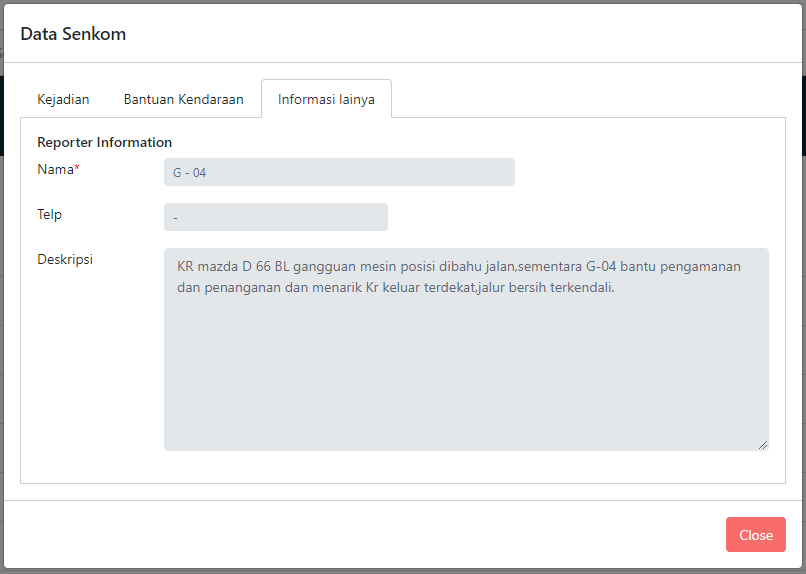 Data Senkom
Kejadian
Bantuan Kendaraan
Informasi lainya
Reporter Information
Nama*
G - 04
Telp
-
Deskripsi
KR mazda D 66 BL gangguan mesin posisi dibahu jalan,sementara G-04 bantu pengamanan
dan penanganan dan menarik Kr keluar terdekat,jalur bersih terkendali.
Close